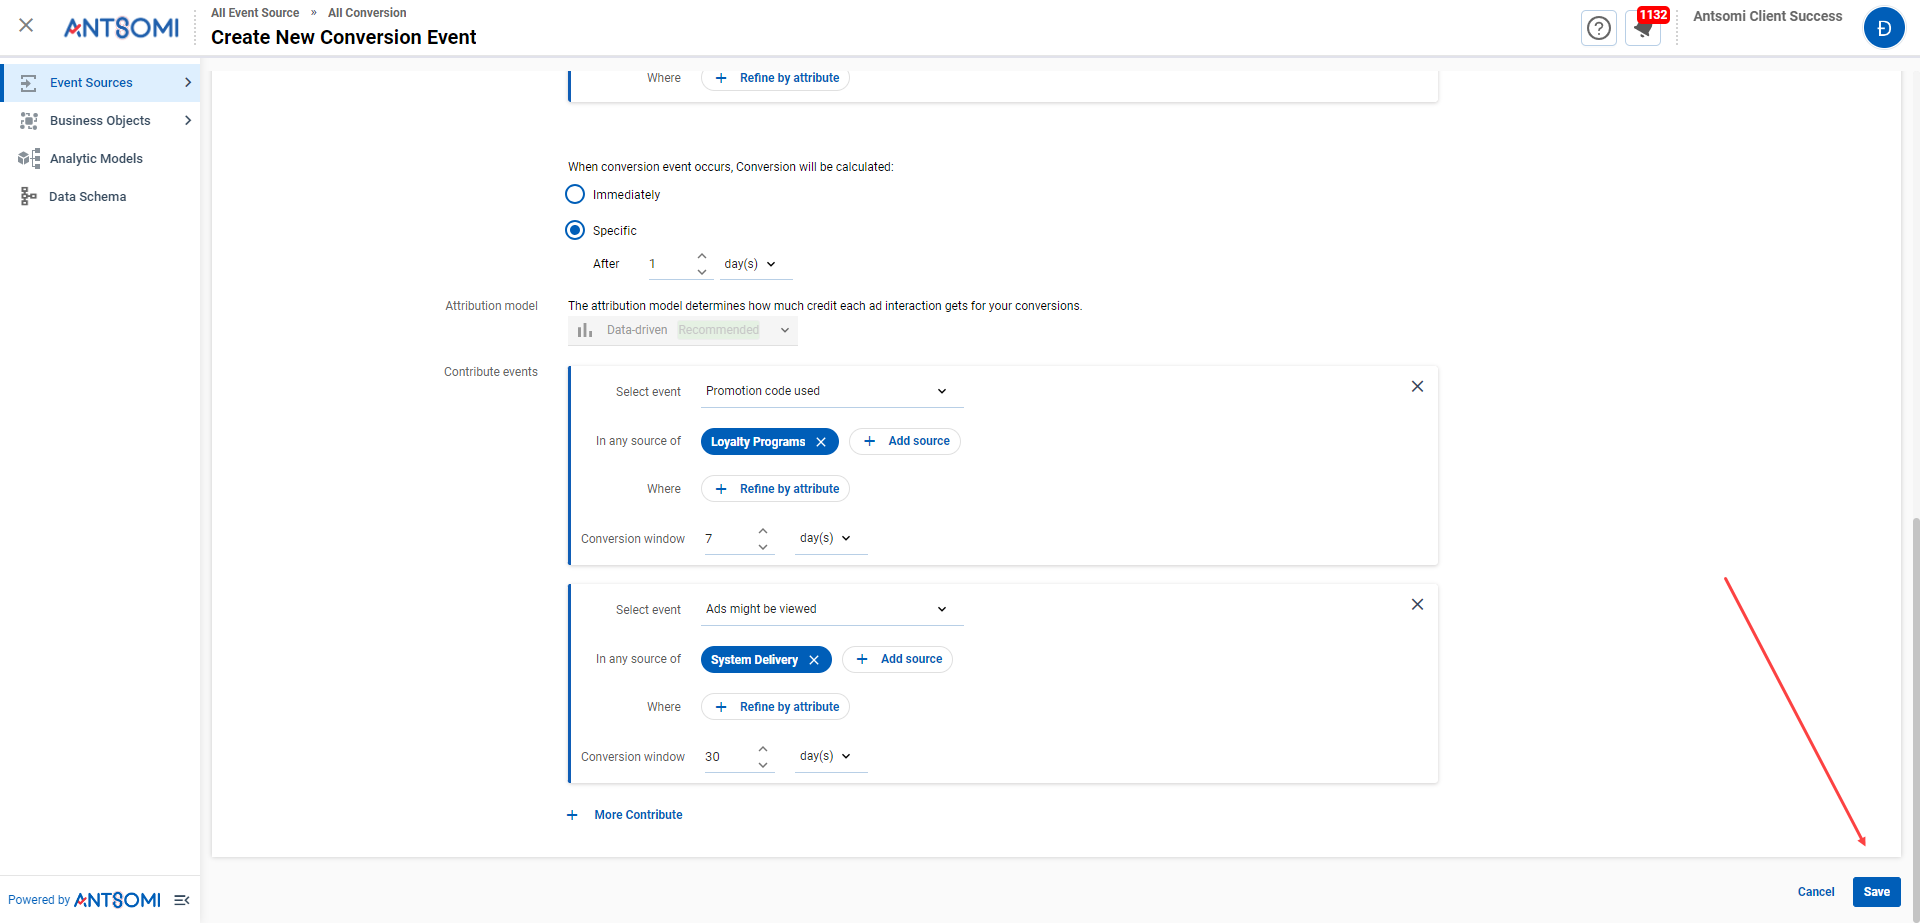 ANTSOMI
All Event Source » All Conversion
Create New Conversion Event
1132
Antsomi Client Success
Đ
Event Sources
Business Objects
Analytic Models
Data Schema
Where + Refine by attribute
When conversion event occurs, Conversion will be calculated:
Immediately
Specific
After 1 day(s)
Attribution model The attribution model determines how much credit each ad interaction gets for your conversions.
Data-driven Recommended
Contribute events
Select event Promotion code used
In any source of Loyalty Programs + Add source
Where + Refine by attribute
Conversion window 7 day(s)
Select event Ads might be viewed
In any source of System Delivery + Add source
Where + Refine by attribute
Conversion window 30 day(s)
+ More Contribute
Powered by ANTSOMI
Cancel Save